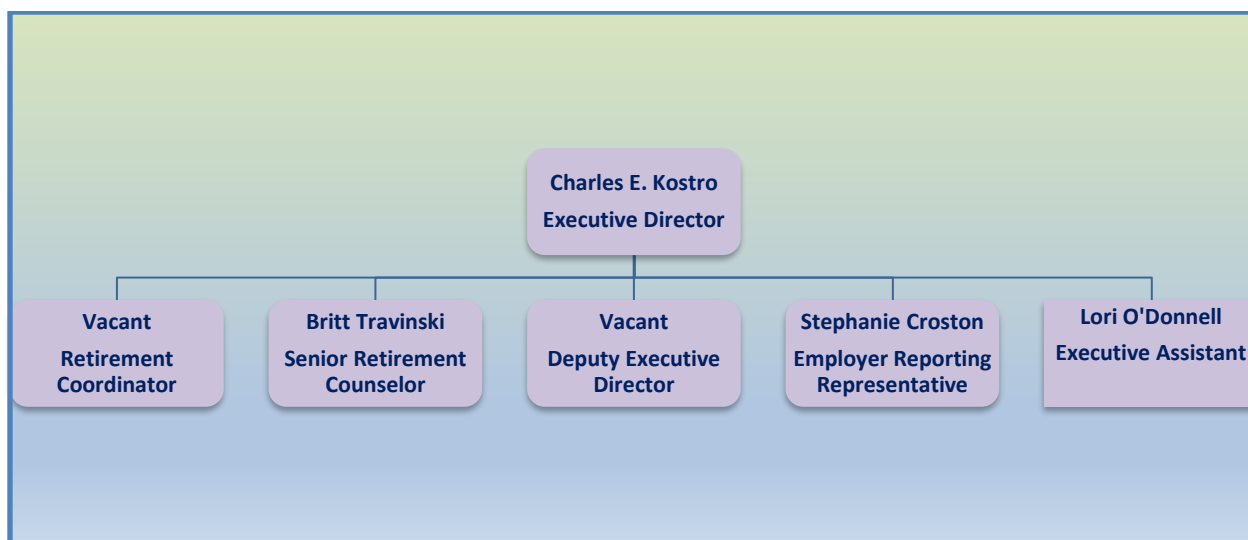 Charles E. Kostro
Executive Director
Vacant
Retirement
Coordinator
Britt Travinski
Senior Retirement
Counselor
Vacant
Deputy Executive
Director
Stephanie Croston
Employer Reporting
Representative
Lori O'Donnell
Executive Assistant